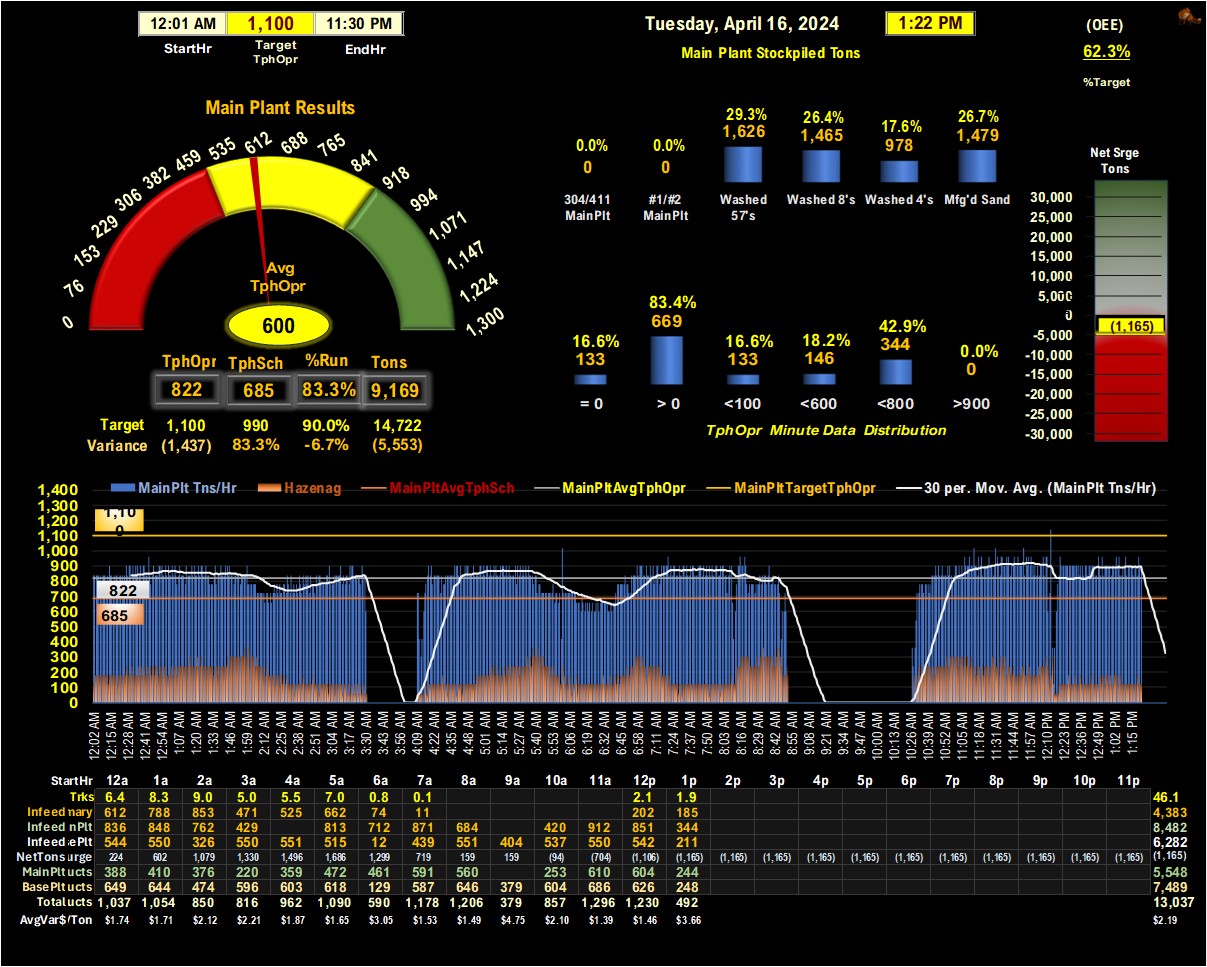 12:01 AM 1,100 11:30 PM
StartHr Target TphOpr EndHr
Tuesday, April 16, 2024 1:22 PM
Main Plant Stockpiled Tons
(OEE)
62.3%
%Target
Main Plant Results
0 76 153 229 306 382 459 535 612 688 765 841 918 994 1,071 1,147 1,224 1,300
Avg
TphOpr
600
TphOpr TphSch %Run Tons
822 685 83.3% 9,169
Target 1,100 990 90.0% 14,722
Variance (1,437) 83.3% -6.7% (5,553)
0.0% 0.0% 29.3% 26.4% 17.6% 26.7%
0 0 1,626 1,465 978 1,479
304/411 MainPlt #1/#2 MainPlt Washed 57's Washed 8's Washed 4's Mfg'd Sand
16.6% 83.4% 16.6% 18.2% 42.9% 0.0%
133 669 133 146 344 0
= 0 > 0 <100 <600 <800 >900
TphOpr Minute Data Distribution
Net Srge
Tons
30,000
25,000
20,000
15,000
10,000
5,000
0
(1,165)
-5,000
-10,000
-15,000
-20,000
-25,000
-30,000
MainPlt Tns/Hr Hazenag MainPltAvgTphSch MainPltAvgTphOpr MainPltTargetTphOpr 30 per. Mov. Avg. (MainPlt Tns/Hr)
1,400
1,300
1,200
1,100
1,000
900
800
700
600
500
400
300
200
100
0
1,10
0
822
685
12:02 AM 12:15 AM 12:28 AM 12:41 AM 12:54 AM 1:07 AM 1:20 AM 1:33 AM 1:46 AM 1:59 AM 2:12 AM 2:25 AM 2:38 AM 2:51 AM 3:04 AM 3:17 AM 3:30 AM 3:43 AM 3:56 AM 4:09 AM 4:22 AM 4:35 AM 4:48 AM 5:01 AM 5:14 AM 5:27 AM 5:40 AM 5:53 AM 6:06 AM 6:19 AM 6:32 AM 6:45 AM 6:58 AM 7:11 AM 7:24 AM 7:37 AM 7:50 AM 8:03 AM 8:16 AM 8:29 AM 8:42 AM 8:55 AM 9:08 AM 9:21 AM 9:34 AM 9:47 AM 10:00 AM 10:13 AM 10:26 AM 10:39 AM 10:52 AM 11:05 AM 11:18 AM 11:31 AM 11:44 AM 11:57 AM 12:10 PM 12:23 PM 12:36 PM 12:49 PM 1:02 PM 1:15 PM
StartHr 12a 1a 2a 3a 4a 5a 6a 7a 8a 9a 10a 11a 12p 1p 2p 3p 4p 5p 6p 7p 8p 9p 10p 11p
Trks 6.4 8.3 9.0 5.0 5.5 7.0 0.8 0.1 2.1 1.9 46.1
Infeed mary 612 788 853 471 525 662 74 11 202 185 4,383
Infeed nPlt 836 848 762 429 813 712 871 684 420 912 851 344 8,482
Infeed ePlt 544 550 326 550 551 515 12 439 551 404 537 550 542 211 6,282
NetTons urge 224 602 1,079 1,330 1,496 1,686 1,299 719 159 159 (94) (704) (1,106) (1,165) (1,165) (1,165) (1,165) (1,165) (1,165) (1,165) (1,165) (1,165) (1,165) (1,165) (1,165)
MainPlt ucts 388 410 376 220 359 472 461 591 560 253 610 604 244 5,548
BasePlt ucts 649 644 474 596 603 618 129 587 646 379 604 686 626 248 7,489
Total ucts 1,037 1,054 850 816 962 1,090 590 1,178 1,206 379 857 1,296 1,230 492 13,037
AvgVar$/Ton $1.74 $1.71 $2.12 $2.21 $1.87 $1.65 $3.05 $1.53 $1.49 $4.75 $2.10 $1.39 $1.46 $3.66 $2.19